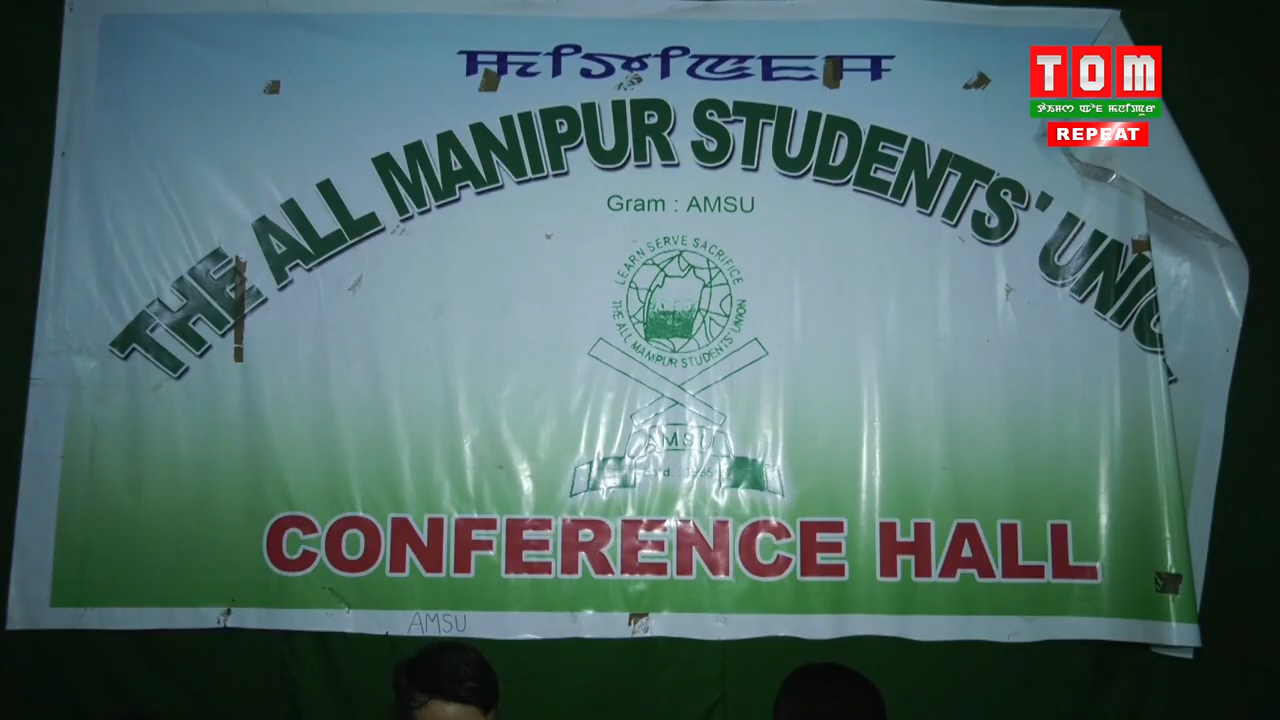 THE ALL MANIPUR STUDENTS' UNIO
Gram : AMSU
LEARN SERVE SACRIFICE
THE ALL MANIPUR STUDENTS' UNION
AMSU
CONFERENCE HALL
AMSU
TOM
REPEAT